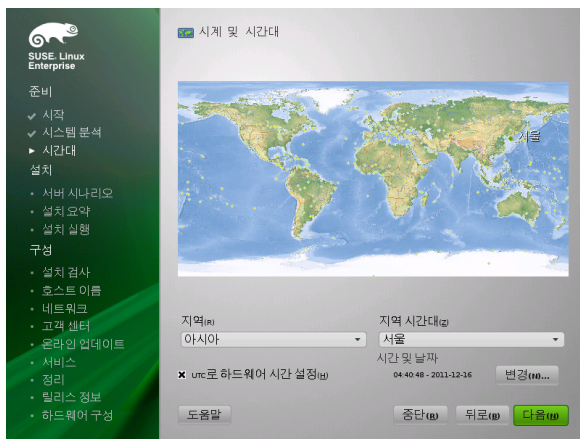 SUSE. Linux
Enterprise
준비
시작
시스템 분석
시간대
설치
서버 시나리오
설치 요약
설치 실행
구성
설치 검사
호스트 이름
네트워크
고객 센터
온라인 업데이트
서비스
정리
릴리스 정보
하드웨어 구성
시계 및 시간대
서울
지역(R)
아시아
지역 시간대(Z)
서울
시간 및 날짜
UTC로 하드웨어 시간 설정(H)
04:40:48 - 2011-12-16
변경(N)...
도움말
중단(R)
뒤로(B)
다음(N)